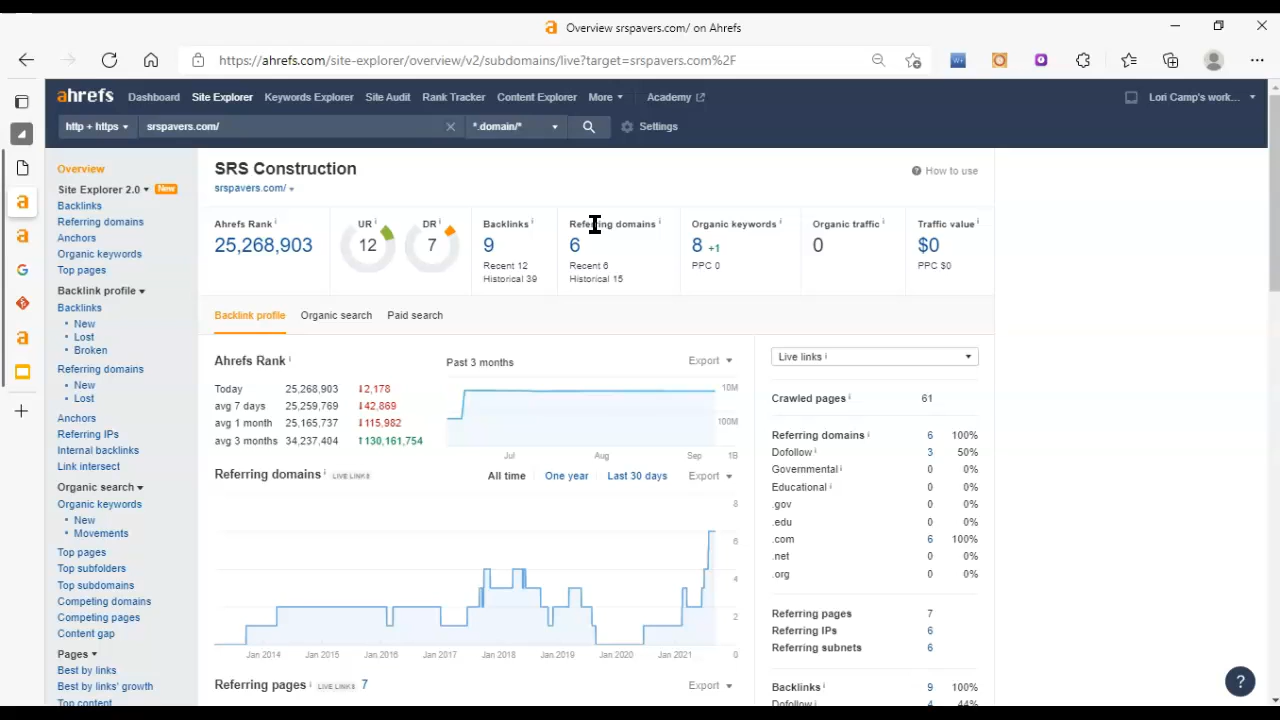 Overview srspavers.com/ on Ahrefs
https://ahrefs.com/site-explorer/overview/v2/subdomains/live?target=srspavers.com%2F
ahrefs Dashboard Site Explorer Keywords Explorer Site Audit Rank Tracker Content Explorer More Academy Lori Camp's work...
http + https srspavers.com/ *.domain/* Settings
Overview
Site Explorer 2.0 New
Backlinks
Referring domains
Anchors
Organic keywords
Top pages
Backlink profile
Backlinks
New
Lost
Broken
Referring domains
New
Lost
Anchors
Referring IPs
Internal backlinks
Link intersect
Organic search
Organic keywords
New
Movements
Top pages
Top subfolders
Top subdomains
Competing domains
Competing pages
Content gap
Pages
Best by links
Best by links' growth
Top content
SRS Construction
How to use
srspavers.com/
Ahrefs Rank UR DR Backlinks Referring domains Organic keywords Organic traffic Traffic value
25,268,903 12 7 9 6 8 +1 0 $0
Recent 12 Recent 6 PPC 0 PPC $0
Historical 39 Historical 15
Backlink profile Organic search Paid search
Ahrefs Rank Past 3 months Export
Today 25,268,903 2,178
avg 7 days 25,259,769 42,869
avg 1 month 25,165,737 115,982
avg 3 months 34,237,404 130,161,754
10M
100M
Jul Aug Sep 1B
Referring domains LIVE LINKS All time One year Last 30 days Export
8
6
4
2
Jan 2014 Jan 2015 Jan 2016 Jan 2017 Jan 2018 Jan 2019 Jan 2020 Jan 2021 0
Referring pages LIVE LINKS 7 Export
Live links
Crawled pages 61
Referring domains 6 100%
Dofollow 3 50%
Governmental 0 0%
Educational 0 0%
.gov 0 0%
.edu 0 0%
.com 6 100%
.net 0 0%
.org 0 0%
Referring pages 7
Referring IPs 6
Referring subnets 6
Backlinks 9 100%
Dofollow 4 44%
?